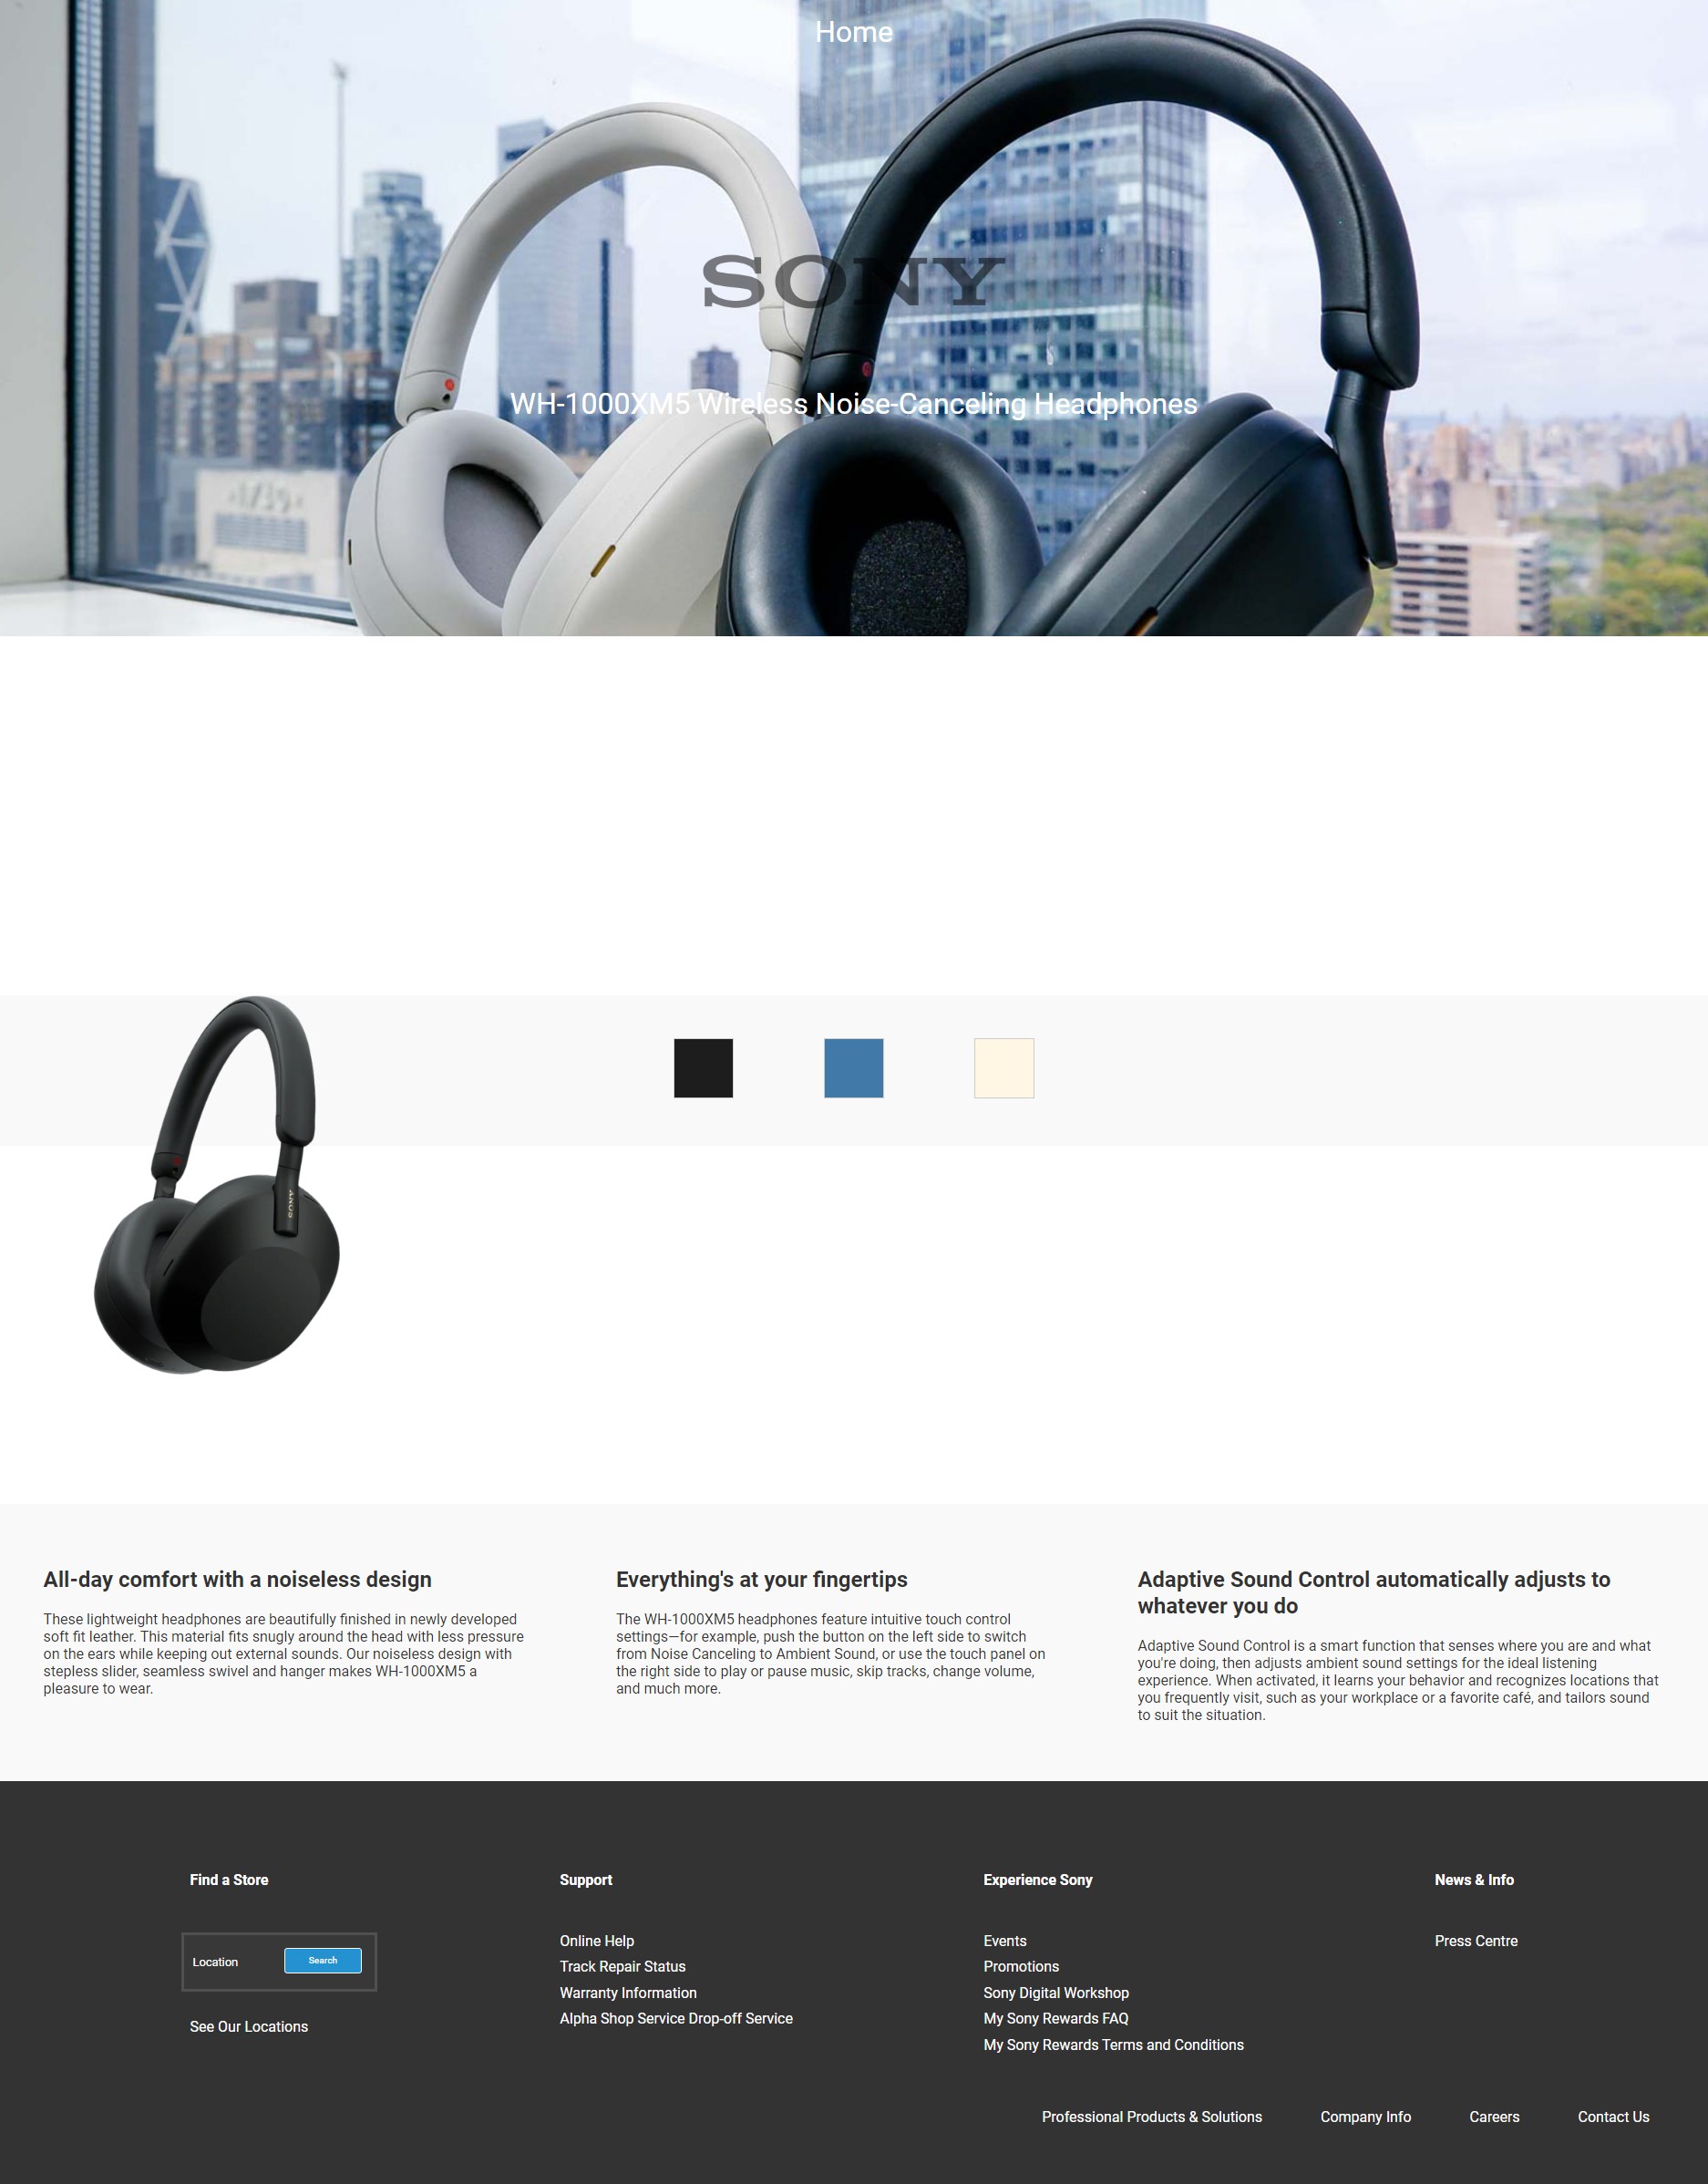 Home
SONY
WH-1000XM5 Wireless Noise-Canceling Headphones
SONY
All-day comfort with a noiseless design
These lightweight headphones are beautifully finished in newly developed
soft fit leather. This material fits snugly around the head with less pressure
on the ears while keeping out external sounds. Our noiseless design with
stepless slider, seamless swivel and hanger makes WH-1000XM5 a
pleasure to wear.
Everything's at your fingertips
The WH-1000XM5 headphones feature intuitive touch control
settings—for example, push the button on the left side to switch
from Noise Canceling to Ambient Sound, or use the touch panel on
the right side to play or pause music, skip tracks, change volume,
and much more.
Adaptive Sound Control automatically adjusts to
whatever you do
Adaptive Sound Control is a smart function that senses where you are and what
you're doing, then adjusts ambient sound settings for the ideal listening
experience. When activated, it learns your behavior and recognizes locations that
you frequently visit, such as your workplace or a favorite café, and tailors sound
to suit the situation.
Find a Store
Location
Search
See Our Locations
Support
Online Help
Track Repair Status
Warranty Information
Alpha Shop Service Drop-off Service
Experience Sony
Events
Promotions
Sony Digital Workshop
My Sony Rewards FAQ
My Sony Rewards Terms and Conditions
News & Info
Press Centre
Professional Products & Solutions
Company Info
Careers
Contact Us